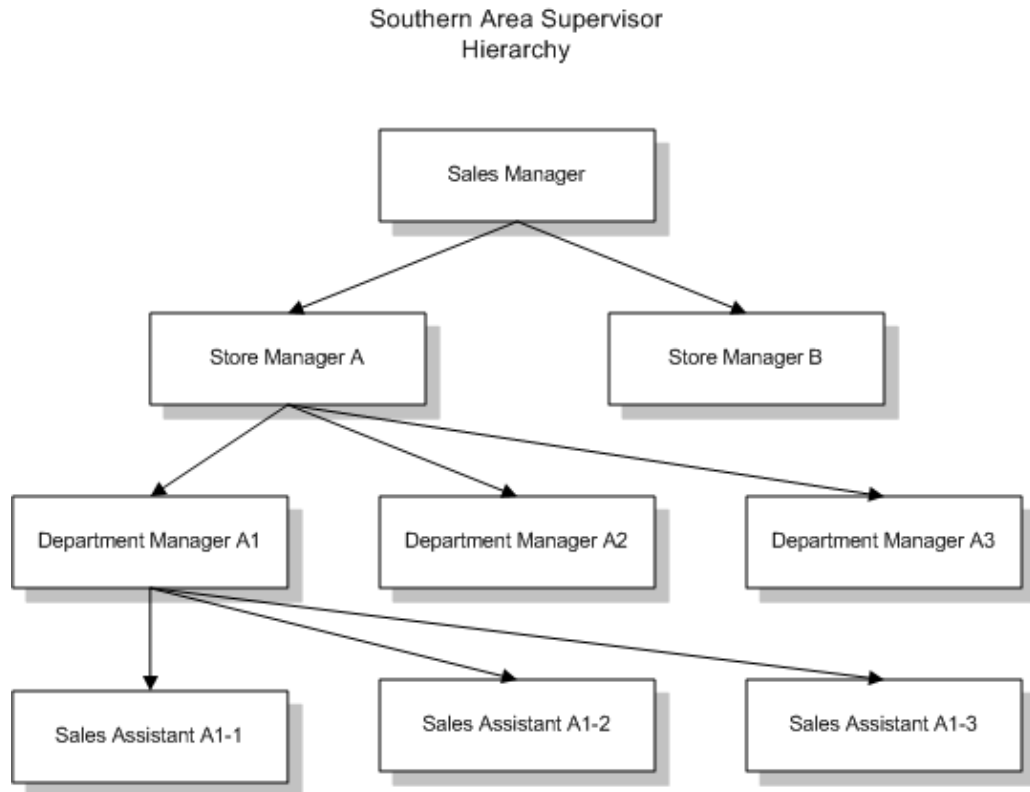 Southern Area Supervisor
Hierarchy
Sales Manager
Store Manager A
Store Manager B
Department Manager A1
Department Manager A2
Department Manager A3
Sales Assistant A1-1
Sales Assistant A1-2
Sales Assistant A1-3